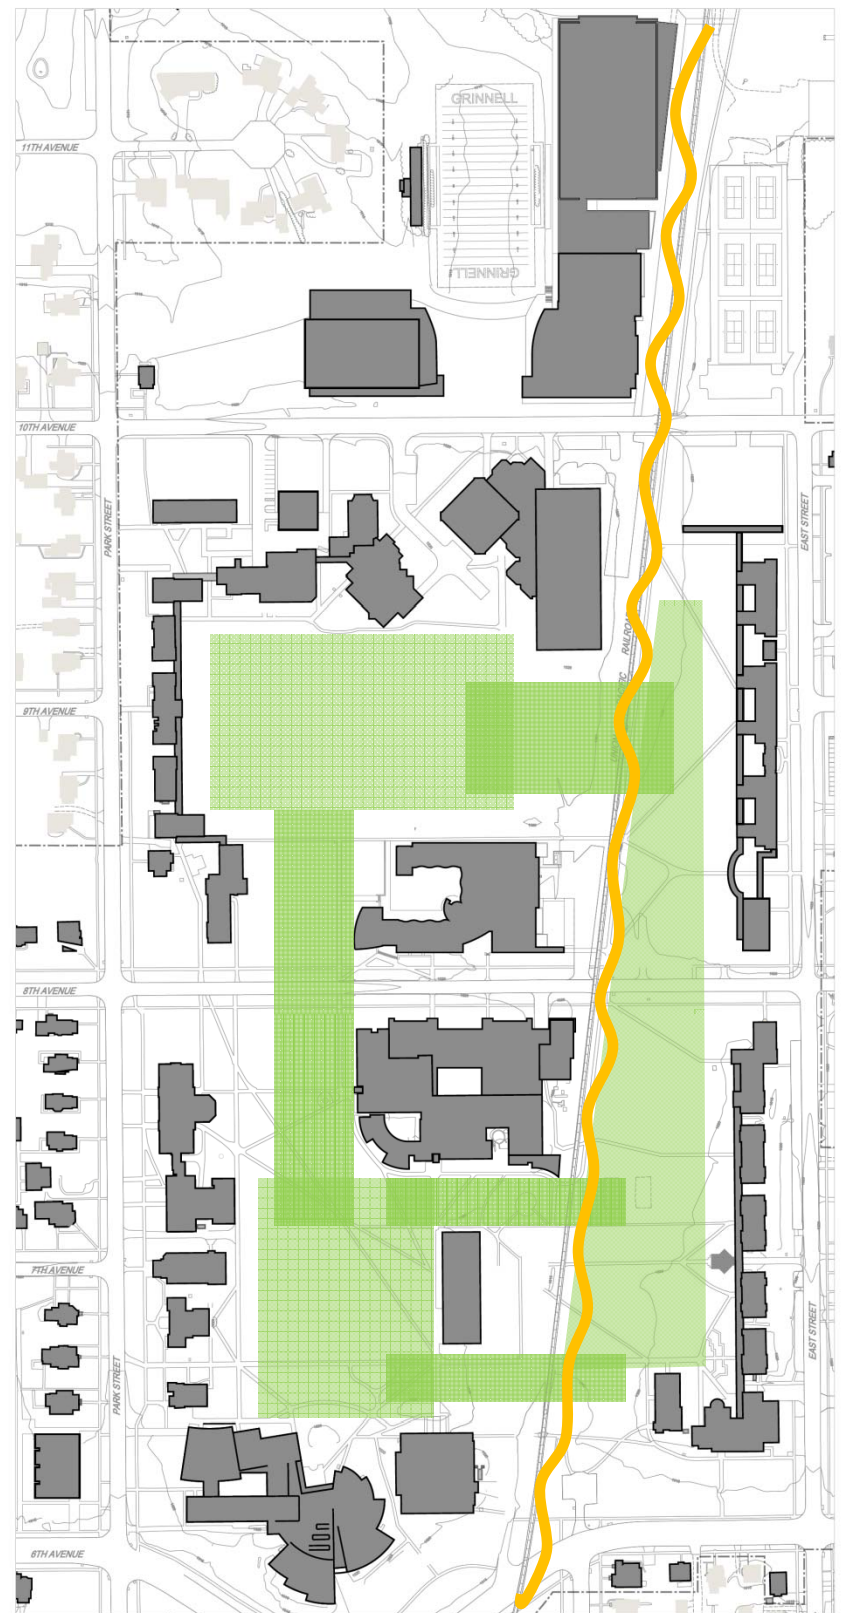 GRINNELL
11TH AVENUE
GRINNELL
10TH AVENUE
PARK STREET
EAST STREET
RAILROAD
9TH AVENUE
8TH AVENUE
7TH AVENUE
EAST STREET
PARK STREET
6TH AVENUE